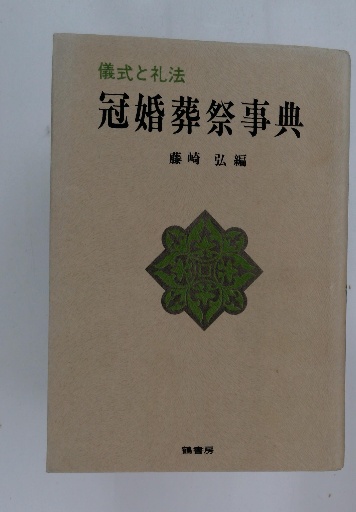 儀式と礼法
冠婚葬祭事典
藤崎 弘編
鶴書房